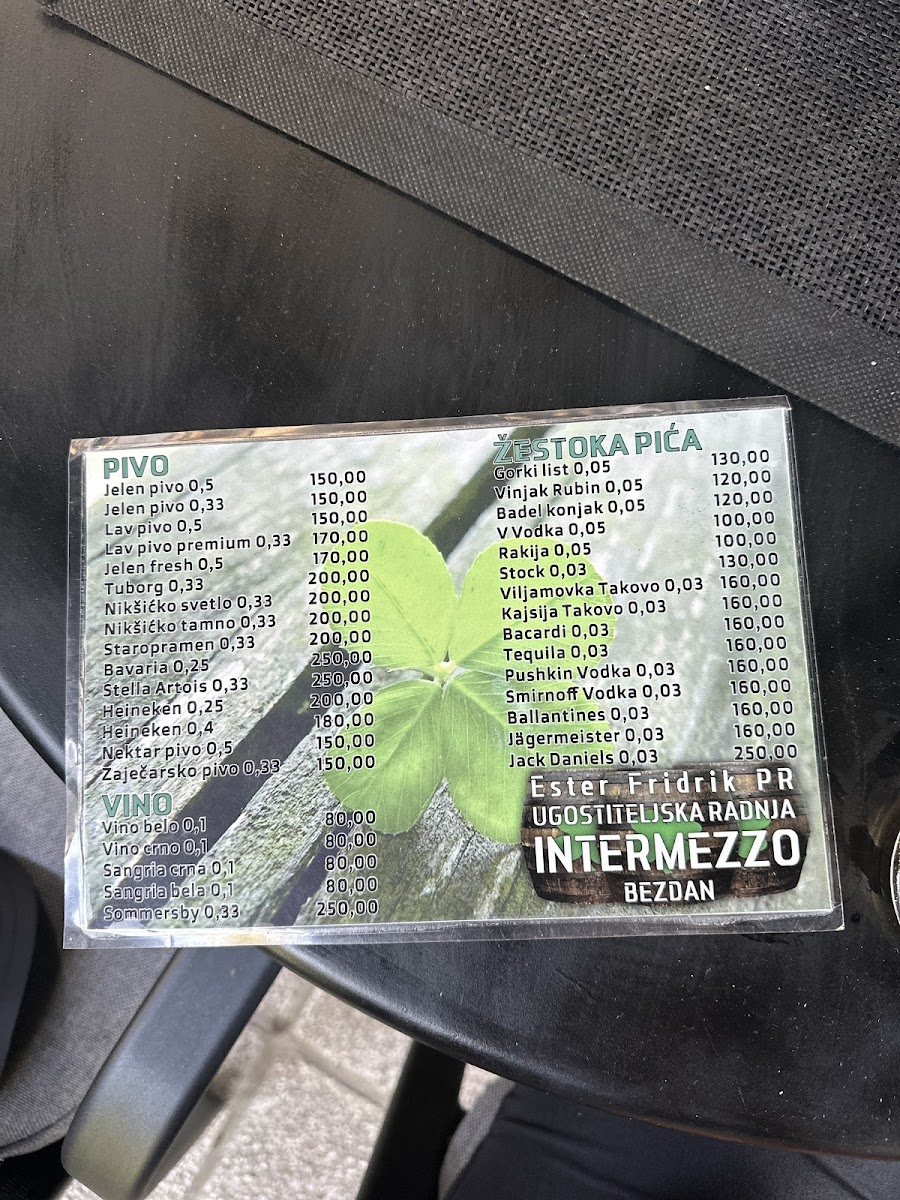 PIVO
Jelen pivo 0,5 150,00
Jelen pivo 0,33 150,00
Lav pivo 0,5 150,00
Lav pivo premium 0,33 170,00
Jelen fresh 0,5 170,00
Tuborg 0,33 200,00
Nikšićko svetlo 0,33 200,00
Nikšićko tamno 0,33 200,00
Staropramen 0,33 200,00
Bavaria 0,25 250,00
Stella Artois 0,33 250,00
Heineken 0,25 200,00
Heineken 0,4 180,00
Nektar pivo 0,5 150,00
Zaječarsko pivo 0,33 150,00
VINO
Vino belo 0,1 80,00
Vino crno 0,1 80,00
Sangria crna 0,1 80,00
Sangria bela 0,1 80,00
Sommersby 0,33 250,00
ŽESTOKA PIĆA
Gorki list 0,05 130,00
Vinjak Rubin 0,05 120,00
Badel konjak 0,05 120,00
V Vodka 0,05 100,00
Rakija 0,05 100,00
Stock 0,03 130,00
Viljamovka Takovo 0,03 160,00
Kajsija Takovo 0,03 160,00
Bacardi 0,03 160,00
Tequila 0,03 160,00
Pushkin Vodka 0,03 160,00
Smirnoff Vodka 0,03 160,00
Ballantines 0,03 160,00
Jägermeister 0,03 160,00
Jack Daniels 0,03 250,00
Ester Fridrik PR
UGOSTITELJSKA RADNJA
INTERMEZZO
BEZDAN